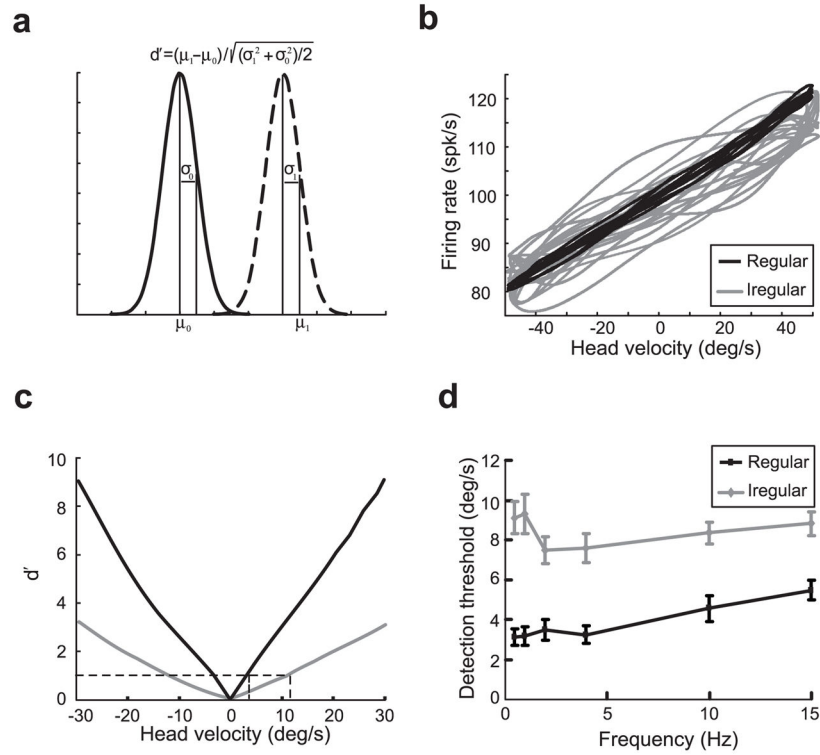 a
d′=(μ₁–μ₀)/√(σ₁²+σ₀²)/2
σ₀
σ₁
μ₀
μ₁
b
Firing rate (spk/s)
120
110
100
90
80
-40
-20
0
20
40
Head velocity (deg/s)
Regular
Iregular
c
d′
10
8
6
4
2
0
-30
-20
-10
0
10
20
30
Head velocity (deg/s)
d
Detection threshold (deg/s)
12
10
8
6
4
2
0
5
10
15
Frequency (Hz)
Regular
Iregular